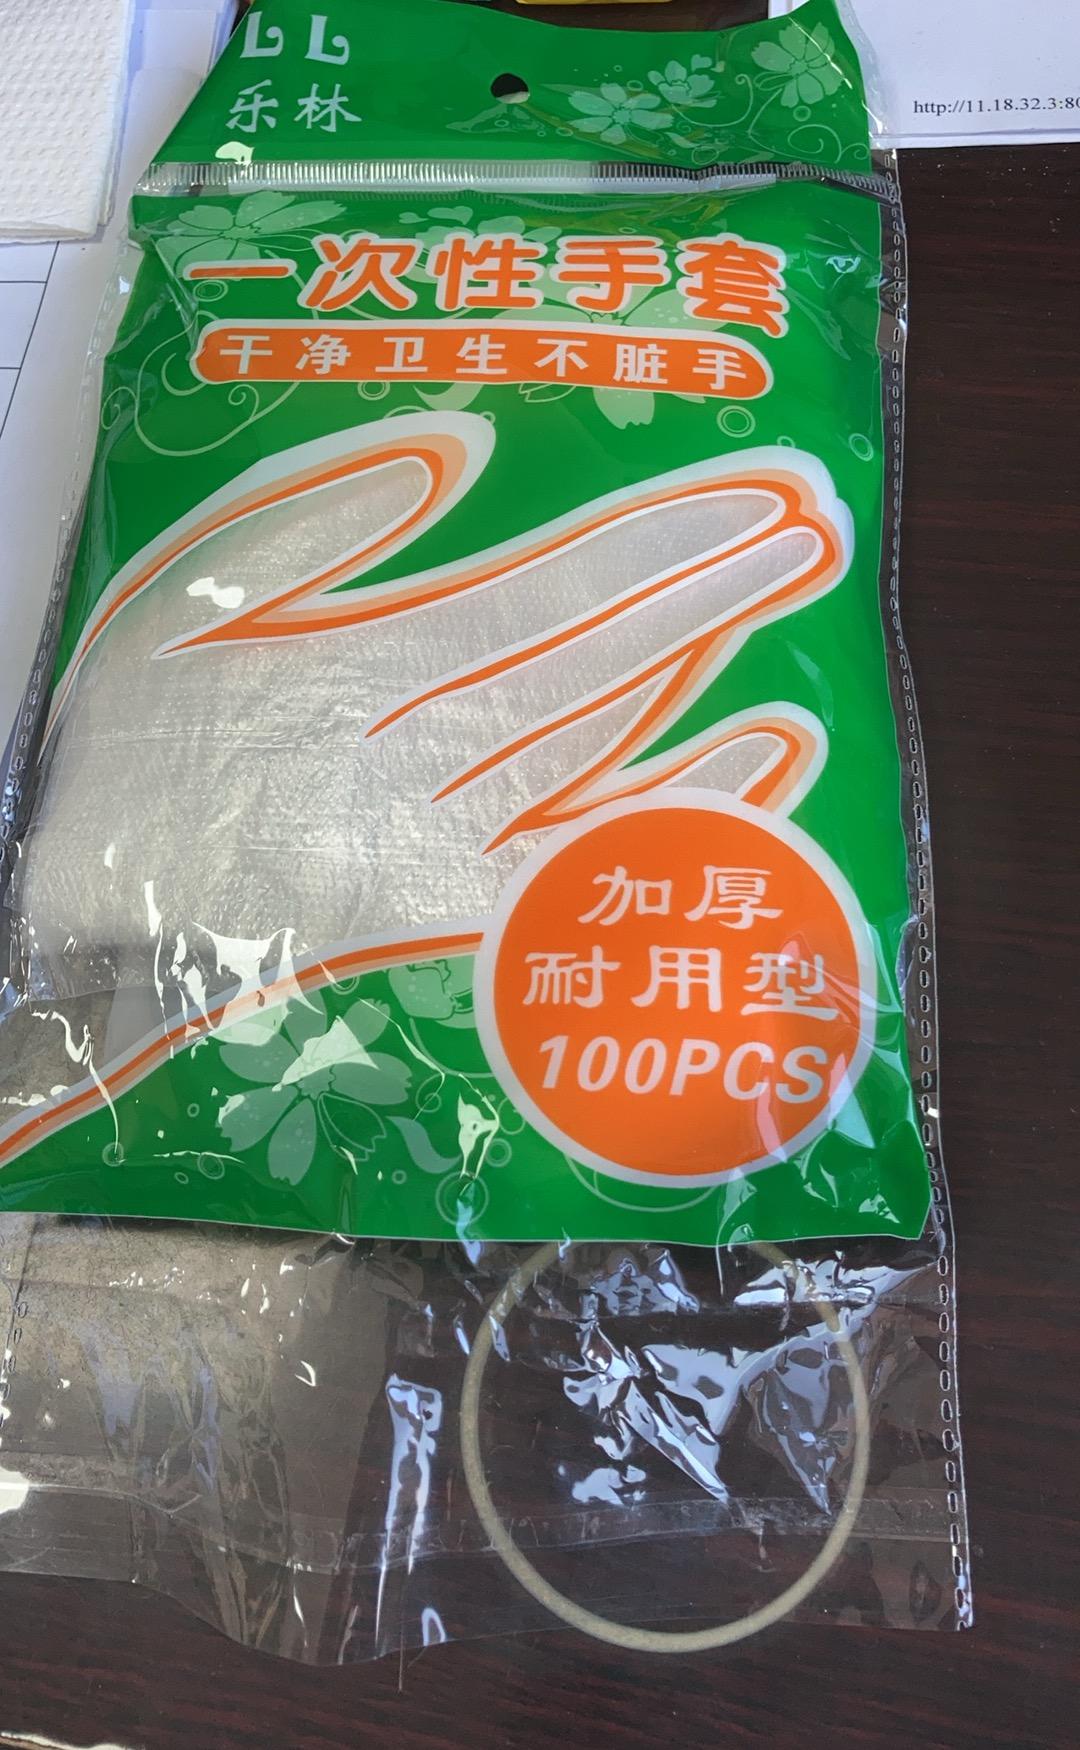 LL
乐林
http://11.18.32.3:80
一次性手套
干净卫生不脏手
加厚
耐用型
100PCS